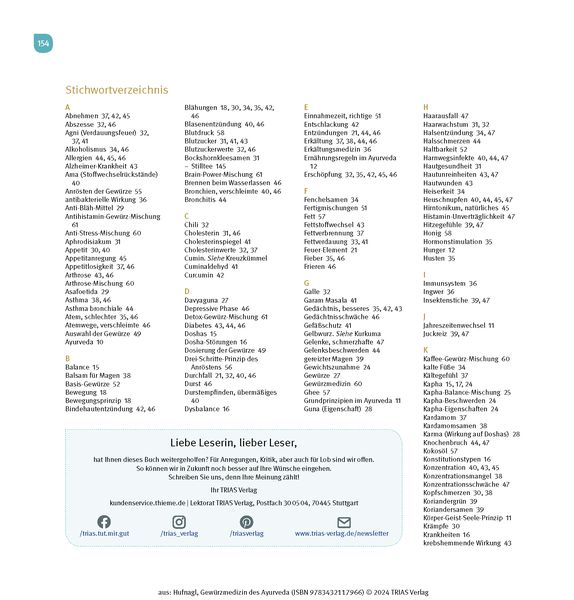 154
Stichwortverzeichnis
A
Abnehmen 37, 42, 45
Abszesse 32, 46
Agni (Verdauungsfeuer) 32,
37, 41
Alkoholismus 34, 46
Allergien 44, 45, 46
Alzheimer-Krankheit 43
Ama (Stoffwechselrückstände)
40
Anrösten der Gewürze 55
antibakterielle Wirkung 36
Anti-Bläh-Mittel 29
Antihistamin-Gewürz-Mischung
61
Anti-Stress-Mischung 60
Aphrodisiakum 31
Appetit 30, 40
Appetitanregung 45
Appetitlosigkeit 37, 46
Arthrose 43, 46
Arthrose-Mischung 60
Asafoetida 29
Asthma 38, 46
Asthma bronchiale 44
Atem, schlechter 35, 46
Atemwege, verschleimte 46
Auswahl der Gewürze 49
Ayurveda 10
B
Balance 15
Balsam für Magen 38
Basis-Gewürze 52
Bewegung 18
Bewegungsprinzip 18
Bindehautentzündung 42, 46
Blähungen 18, 30, 34, 35, 42,
46
Blasenentzündung 40, 46
Blutdruck 58
Blutzucker 31, 41, 43
Blutzuckerwerte 32, 46
Bockshornkleesamen 31
– Stilltee 145
Brain-Power-Mischung 61
Brennen beim Wasserlassen 46
Bronchien, verschleimte 40, 46
Bronchitis 44
C
Chili 32
Cholesterin 31, 46
Cholesterinspiegel 41
Cholesterinwerte 32, 37
Cumin. Siehe Kreuzkümmel
Cuminaldehyd 41
Curcumin 42
D
Davyaguna 27
Depressive Phase 46
Detox-Gewürz-Mischung 61
Diabetes 43, 44, 46
Doshas 15
Dosha-Störungen 16
Dosierung der Gewürze 49
Drei-Schritte-Prinzip des
Anröstens 56
Durchfall 21, 32, 40, 46
Durst 46
Durstempfinden, übermäßiges
40
Dysbalance 16
E
Einnahmezeit, richtige 51
Entschlackung 42
Entzündungen 21, 44, 46
Erkältung 37, 38, 44, 46
Erkältungsmedizin 36
Ernährungsregeln im Ayurveda
12
Erschöpfung 32, 35, 42, 45, 46
F
Fenchelsamen 34
Fertigmischungen 51
Fett 57
Fettstoffwechsel 43
Fettverbrennung 37
Fettverdauung 33, 41
Feuer-Element 21
Fieber 35, 46
Frieren 46
G
Galle 32
Garam Masala 41
Gedächtnis, besseres 35, 42, 43
Gedächtnisschwäche 46
Gefäßschutz 41
Gelbwurz. Siehe Kurkuma
Gelenke, schmerzhafte 47
Gelenksbeschwerden 44
gereizter Magen 39
Gewichtszunahme 24
Gewürze 27
Gewürzmedizin 60
Ghee 57
Grundprinzipien im Ayurveda 11
Guna (Eigenschaft) 28
H
Haarausfall 47
Haarwachstum 31, 32
Halsentzündung 34, 47
Halsschmerzen 44
Haltbarkeit 52
Harnwegsinfekte 40, 44, 47
Hautgesundheit 31
Hautunreinheiten 43, 47
Hautwunden 43
Heiserkeit 34
Heuschnupfen 40, 44, 45, 47
Hirntonikum, natürliches 45
Histamin-Unverträglichkeit 47
Hitzegefühle 39, 47
Honig 58
Hormonstimulation 35
Hunger 12
Husten 35
I
Immunsystem 36
Ingwer 36
Insektenstiche 39, 47
J
Jahreszeitenwechsel 11
Juckreiz 39, 47
K
Kaffee-Gewürz-Mischung 60
kalte Füße 34
Kältegefühl 37
Kapha 15, 17, 24
Kapha-Balance-Mischung 25
Kapha-Beschwerden 24
Kapha-Eigenschaften 24
Kardamom 37
Kardamomsamen 38
Karma (Wirkung auf Doshas) 28
Knochenbruch 44, 47
Kokosöl 57
Konstitutionstypen 16
Konzentration 40, 43, 45
Konzentrationsmangel 38
Konzentrationsschwäche 47
Kopfschmerzen 30, 38
Koriandergrün 39
Koriandersamen 39
Körper-Geist-Seele-Prinzip 11
Krämpfe 30
Krankheiten 16
krebshemmende Wirkung 43
Liebe Leserin, lieber Leser,
hat Ihnen dieses Buch weitergeholfen? Für Anregungen, Kritik, aber auch für Lob sind wir offen.
So können wir in Zukunft noch besser auf Ihre Wünsche eingehen.
Schreiben Sie uns, denn Ihre Meinung zählt!
Ihr TRIAS Verlag
kundenservice.thieme.de | Lektorat TRIAS Verlag, Postfach 30 05 04, 70445 Stuttgart
/trias.tut.mir.gut
/trias_verlag
/triasverlag
www.trias-verlag.de/newsletter
aus: Hufnagl, Gewürzmedizin des Ayurveda (ISBN 9783432117966) © 2024 TRIAS Verlag